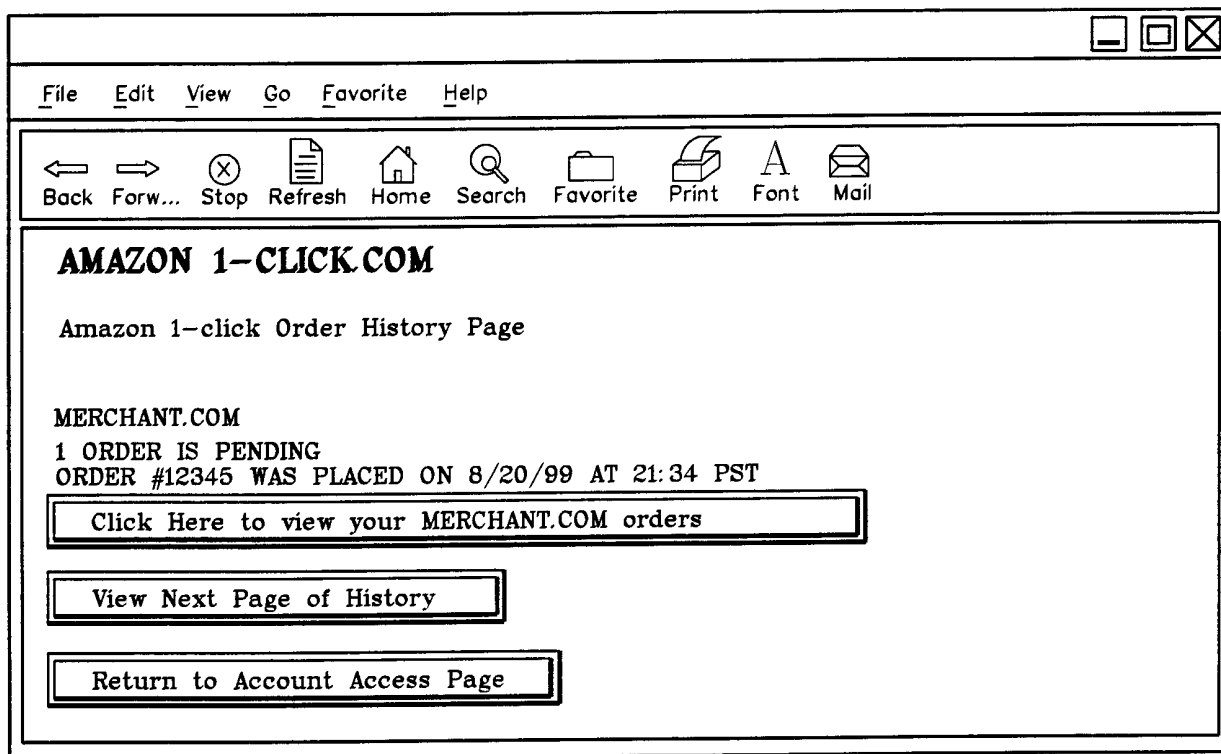 File Edit View Go Favorite Help
Back Forw... Stop Refresh Home Search Favorite Print Font Mail
AMAZON 1-CLICK.COM
Amazon 1-click Order History Page
MERCHANT.COM
1 ORDER IS PENDING
ORDER #12345 WAS PLACED ON 8/20/99 AT 21:34 PST
Click Here to view your MERCHANT.COM orders
View Next Page of History
Return to Account Access Page